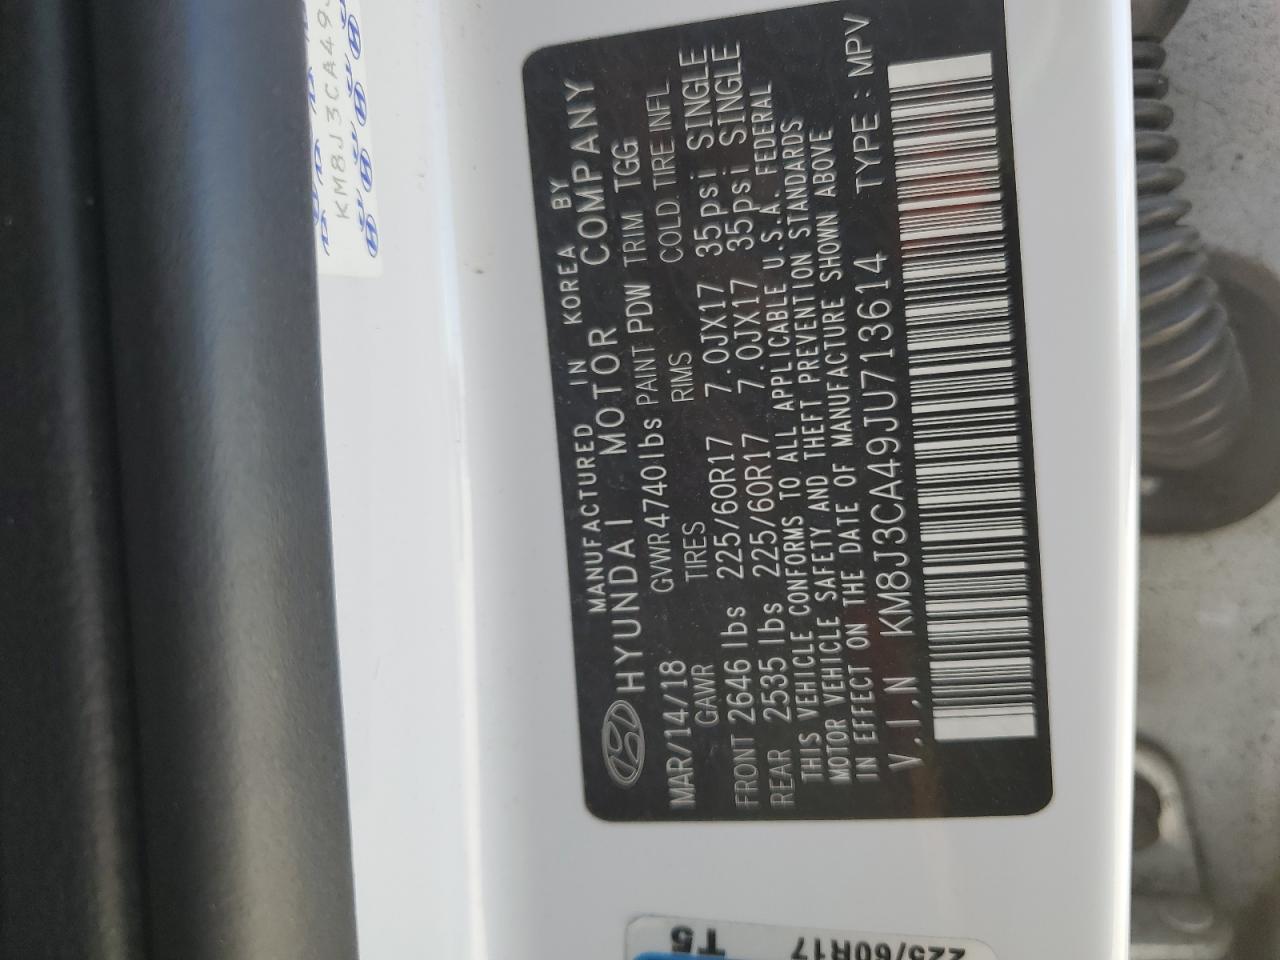 MANUFACTURED IN KOREA BY
HYUNDAI MOTOR COMPANY
MAR/14/18 GVWR4740lbs PAINT PDW TRIM TGG
GAWR TIRES RIMS COLD TIRE INFL
FRONT 2646 lbs 225/60R17 7.0JX17 35psi SINGLE
REAR 2535 lbs 225/60R17 7.0JX17 35psi SINGLE
THIS VEHICLE CONFORMS TO ALL APPLICABLE U.S.A. FEDERAL
MOTOR VEHICLE SAFETY AND THEFT PREVENTION STANDARDS
IN EFFECT ON THE DATE OF MANUFACTURE SHOWN ABOVE
V.I.N KM8J3CA49JU713614 TYPE : MPV
KM8J3CA49
T5
225/60R17